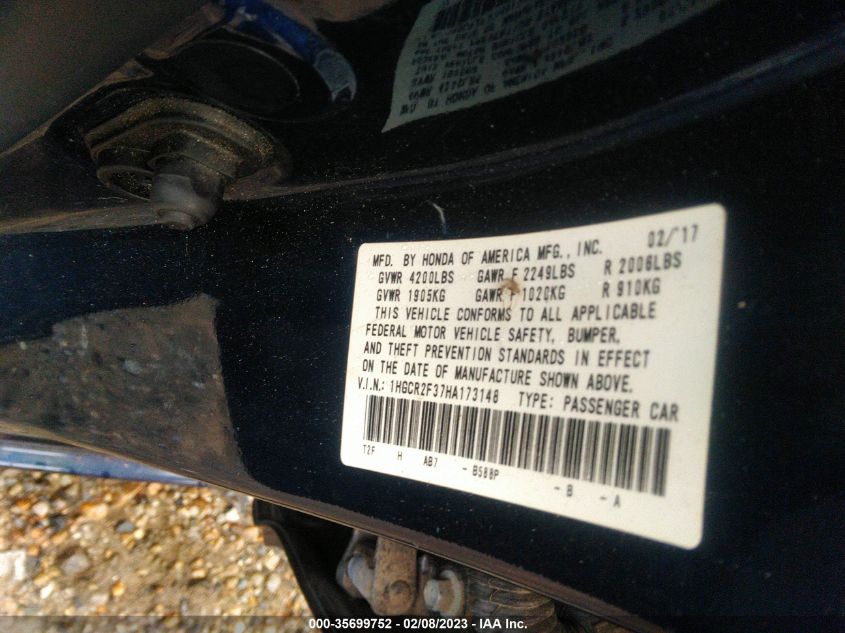 MFD. BY HONDA OF AMERICA MFG., INC. 02/'17
GVWR 4200LBS GAWR F 2249LBS R 2006LBS
GVWR 1905KG GAWR F 1020KG R 910KG
THIS VEHICLE CONFORMS TO ALL APPLICABLE
FEDERAL MOTOR VEHICLE SAFETY, BUMPER,
AND THEFT PREVENTION STANDARDS IN EFFECT
ON THE DATE OF MANUFACTURE SHOWN ABOVE.
V.I.N.: 1HGCR2F37HA173148 TYPE: PASSENGER CAR
T2F H AB7 - B588P - B - A
000-35699752 - 02/08/2023 - IAA Inc.